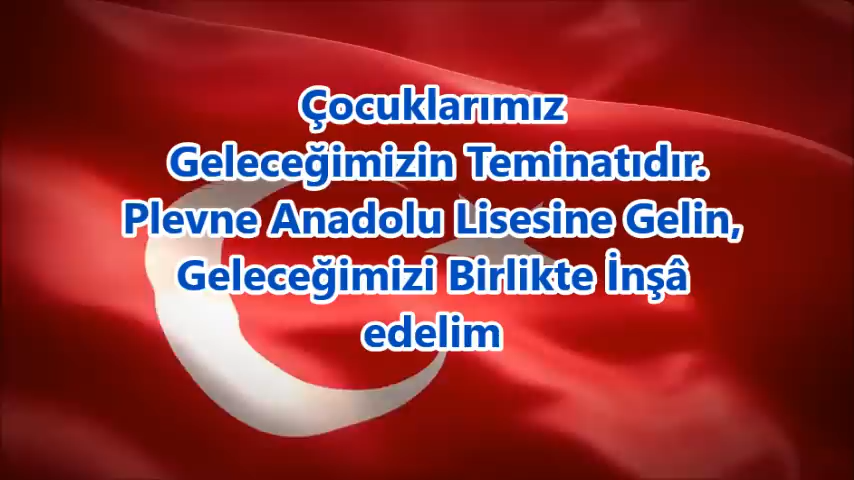 Çocuklarımız
Geleceğimizin Teminatıdır.
Plevne Anadolu Lisesine Gelin,
Geleceğimizi Birlikte İnşâ
edelim